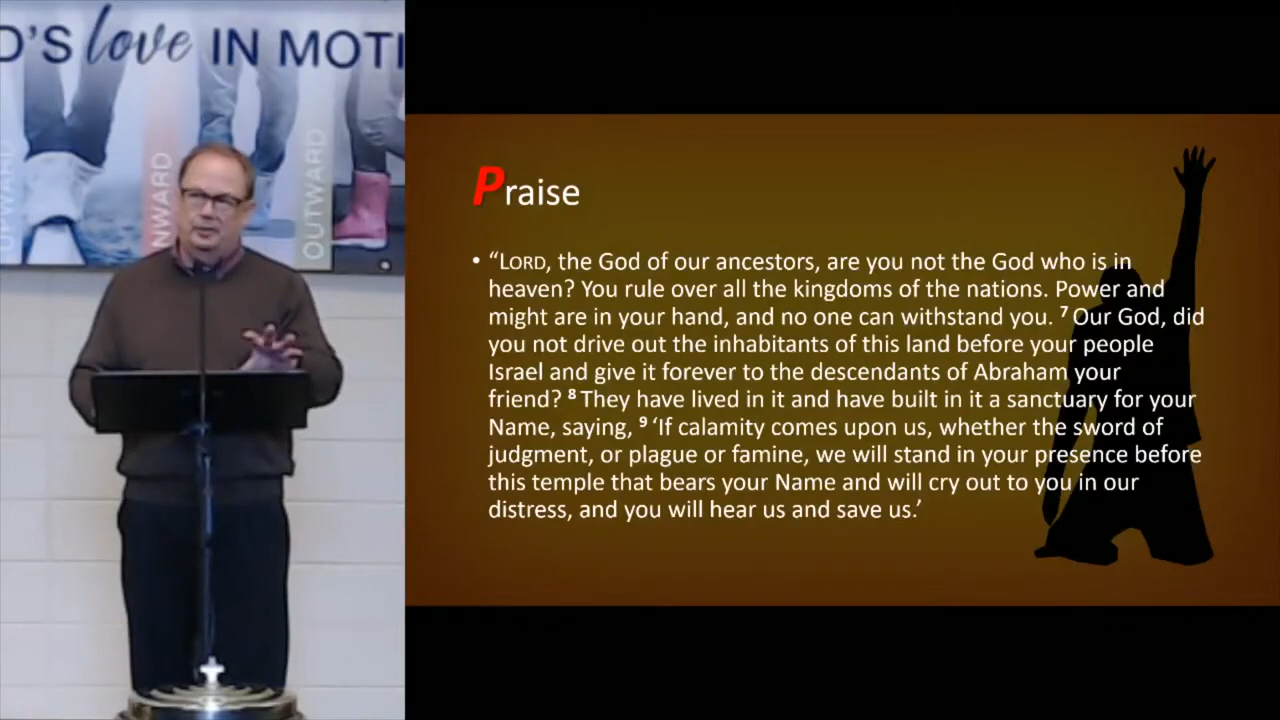 D'S love IN MOTI
UPWARD
INWARD
OUTWARD
Praise
• “LORD, the God of our ancestors, are you not the God who is in
heaven? You rule over all the kingdoms of the nations. Power and
might are in your hand, and no one can withstand you. ⁷ Our God, did
you not drive out the inhabitants of this land before your people
Israel and give it forever to the descendants of Abraham your
friend? ⁸ They have lived in it and have built in it a sanctuary for your
Name, saying, ⁹ ‘If calamity comes upon us, whether the sword of
judgment, or plague or famine, we will stand in your presence before
this temple that bears your Name and will cry out to you in our
distress, and you will hear us and save us.’